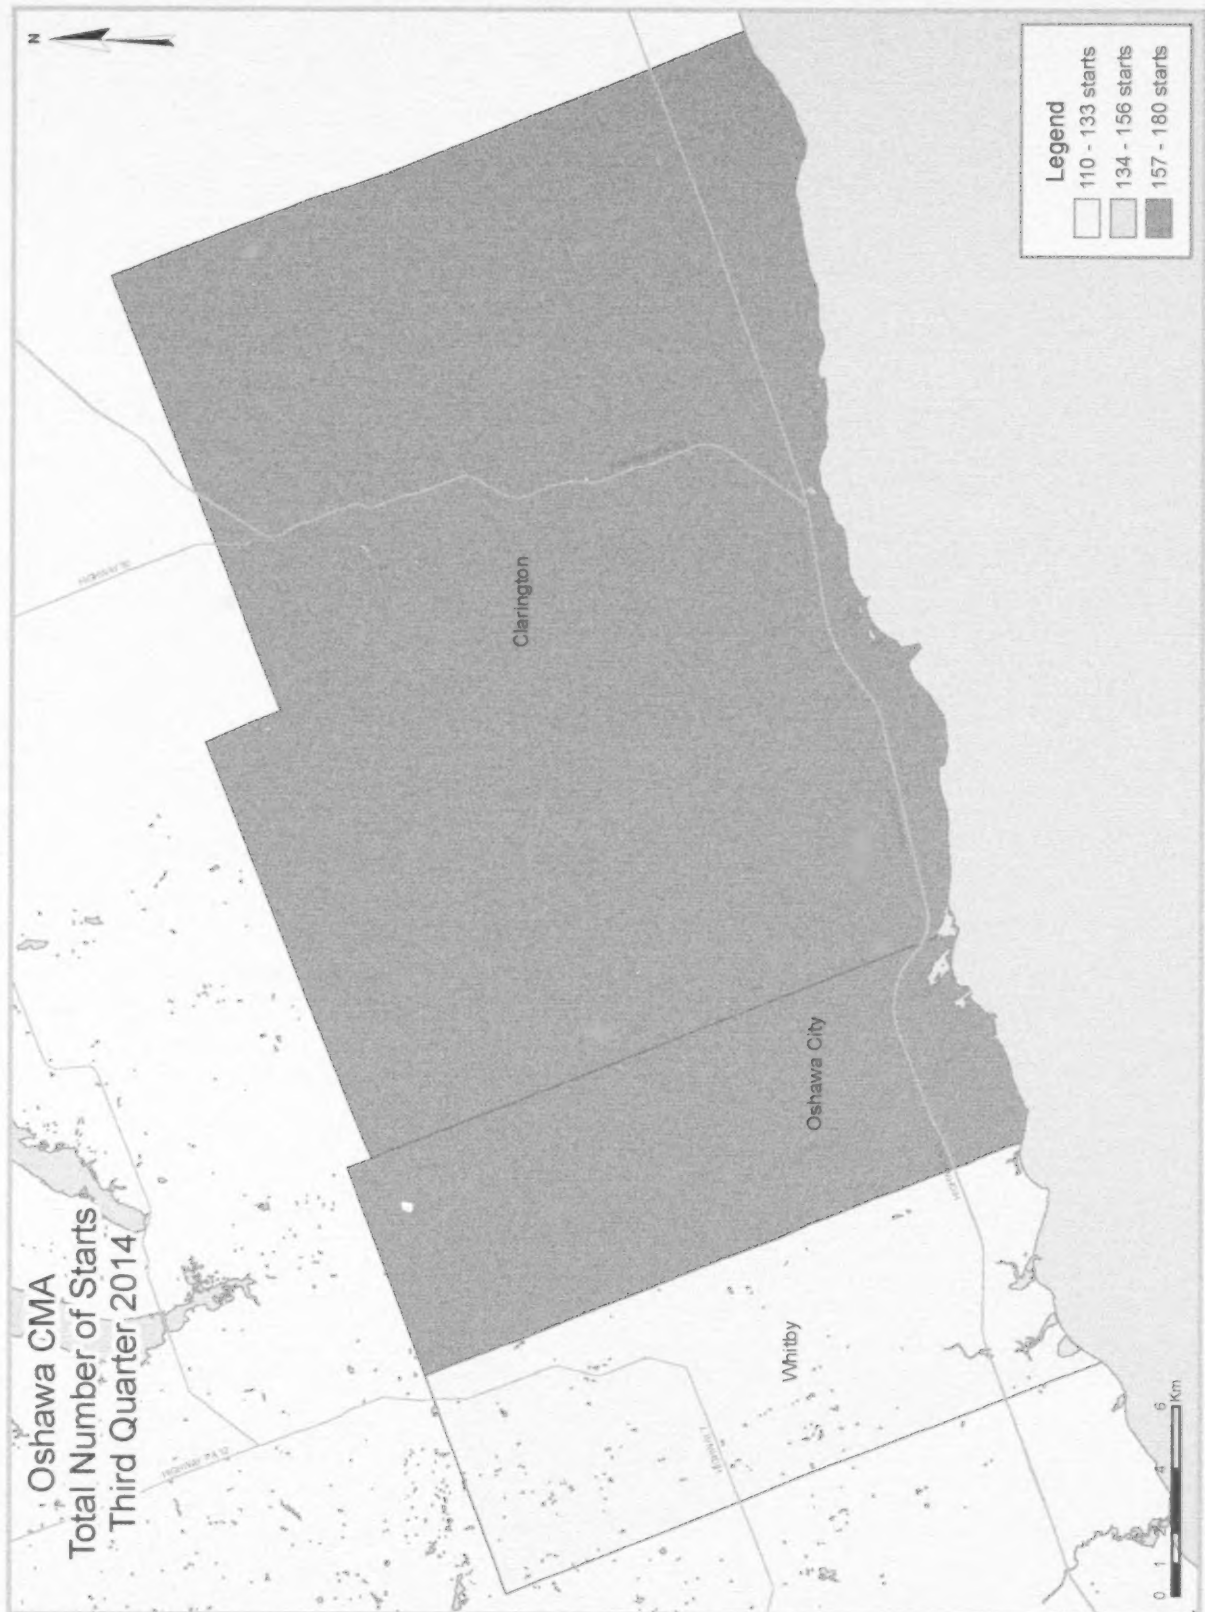 Oshawa CMA
Total Number of Starts
Third Quarter 2014
N
Clarington
Oshawa City
Whitby
Legend
110 - 133 starts
134 - 156 starts
157 - 180 starts
0 1 2 4 6
Km